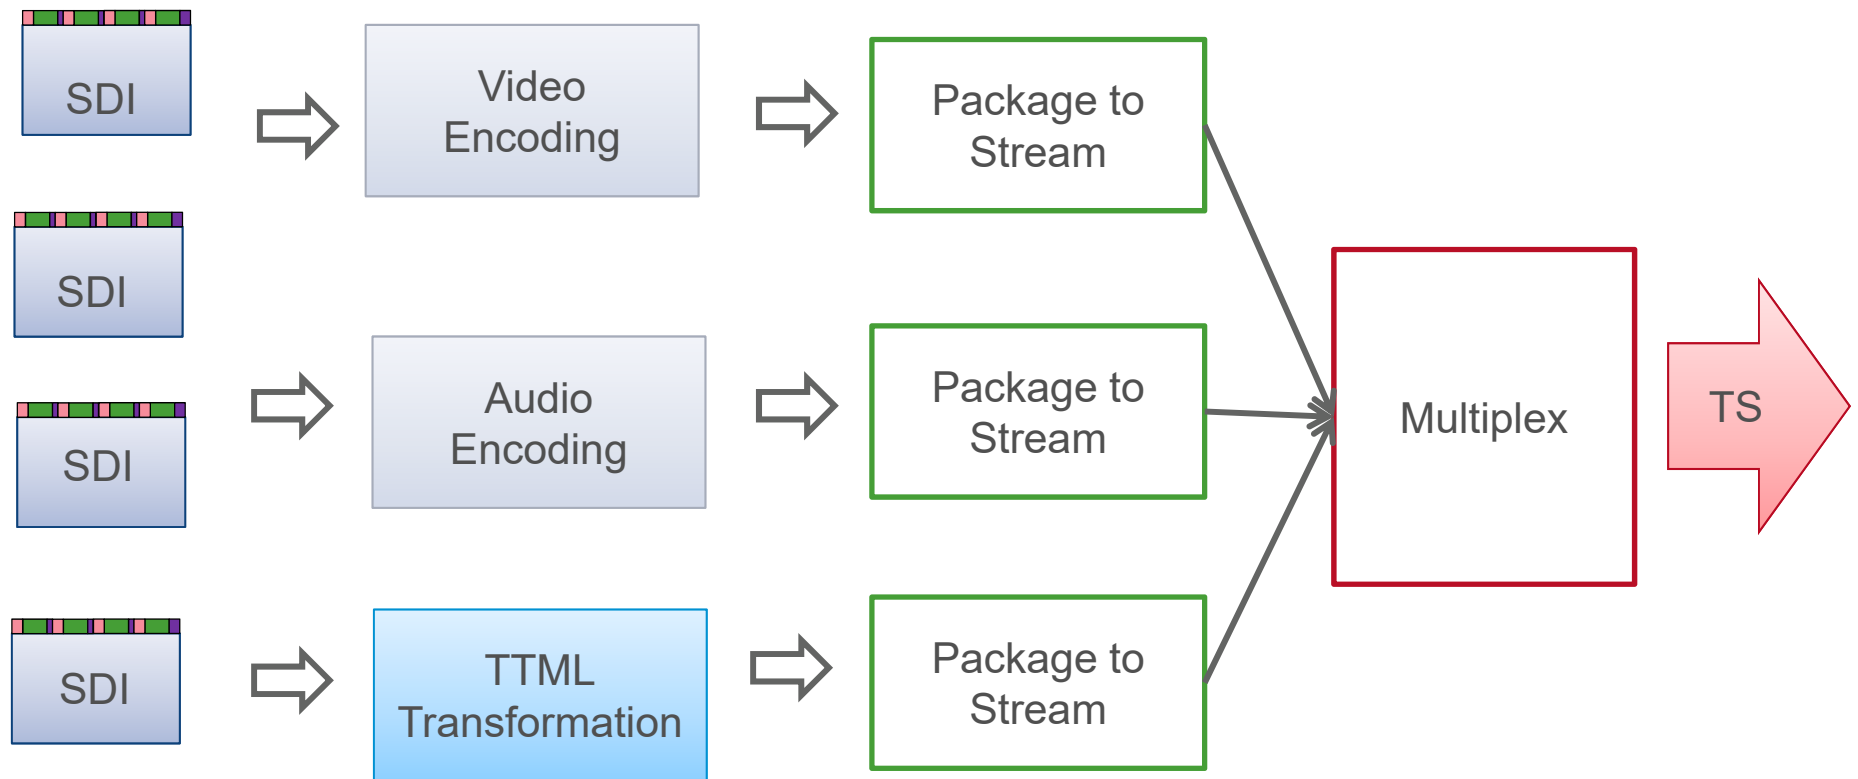 SDI
Video
Encoding
Package to
Stream
SDI
SDI
Audio
Encoding
Package to
Stream
Multiplex
TS
SDI
TTML
Transformation
Package to
Stream